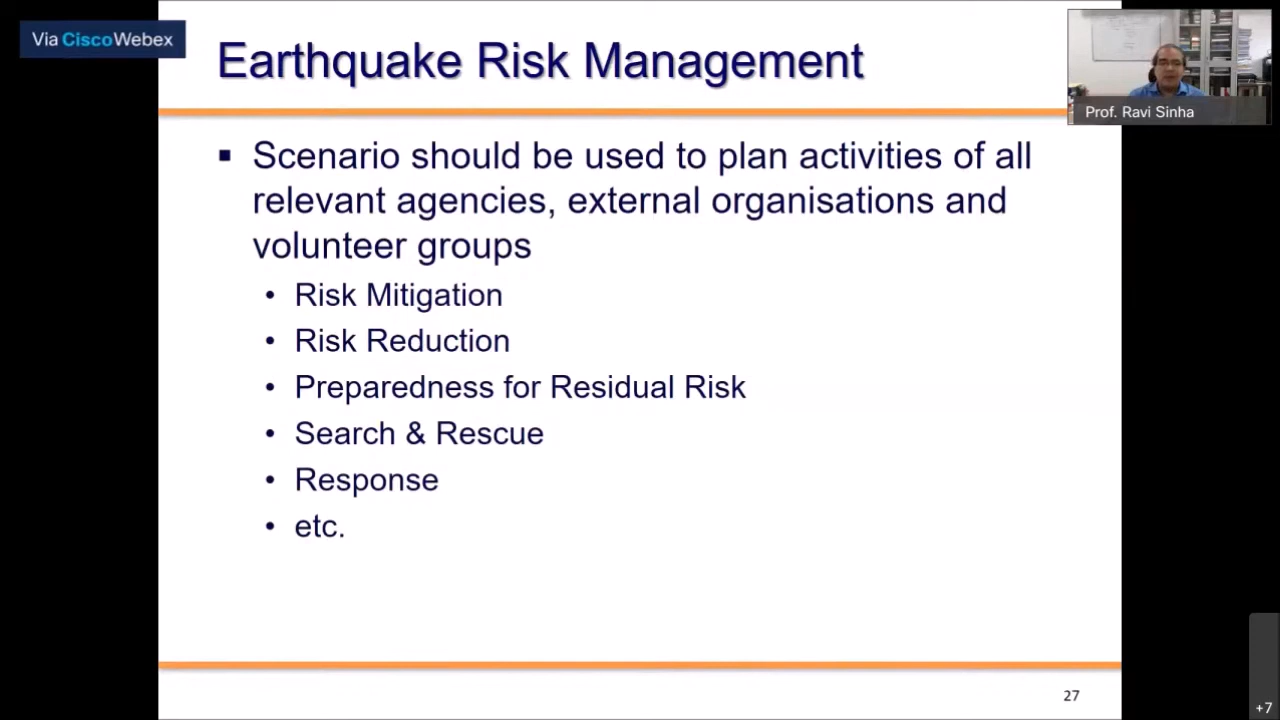 Via CiscoWebex
Earthquake Risk Management
Prof. Ravi Sinha
▪ Scenario should be used to plan activities of all
relevant agencies, external organisations and
volunteer groups
• Risk Mitigation
• Risk Reduction
• Preparedness for Residual Risk
• Search & Rescue
• Response
• etc.
27
+7